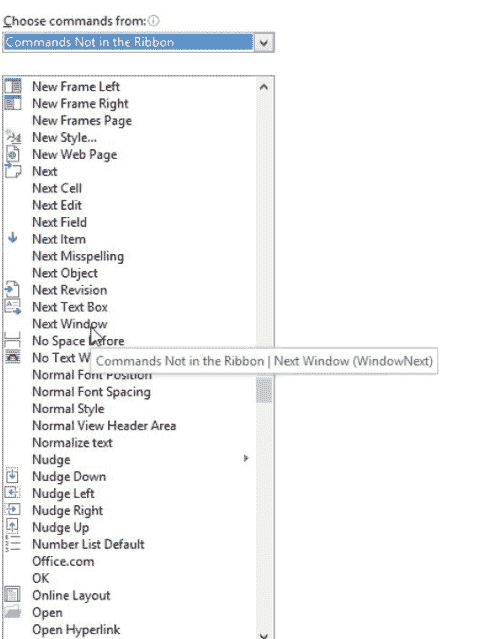 Choose commands from:
Commands Not in the Ribbon
New Frame Left
New Frame Right
New Frames Page
New Style...
New Web Page
Next
Next Cell
Next Edit
Next Field
Next Item
Next Misspelling
Next Object
Next Revision
Next Text Box
Next Window
No Space Before
No Text W
Commands Not in the Ribbon | Next Window (WindowNext)
Normal Font Position
Normal Font Spacing
Normal Style
Normal View Header Area
Normalize text
Nudge
Nudge Down
Nudge Left
Nudge Right
Nudge Up
Number List Default
Office.com
OK
Online Layout
Open
Open Hyperlink